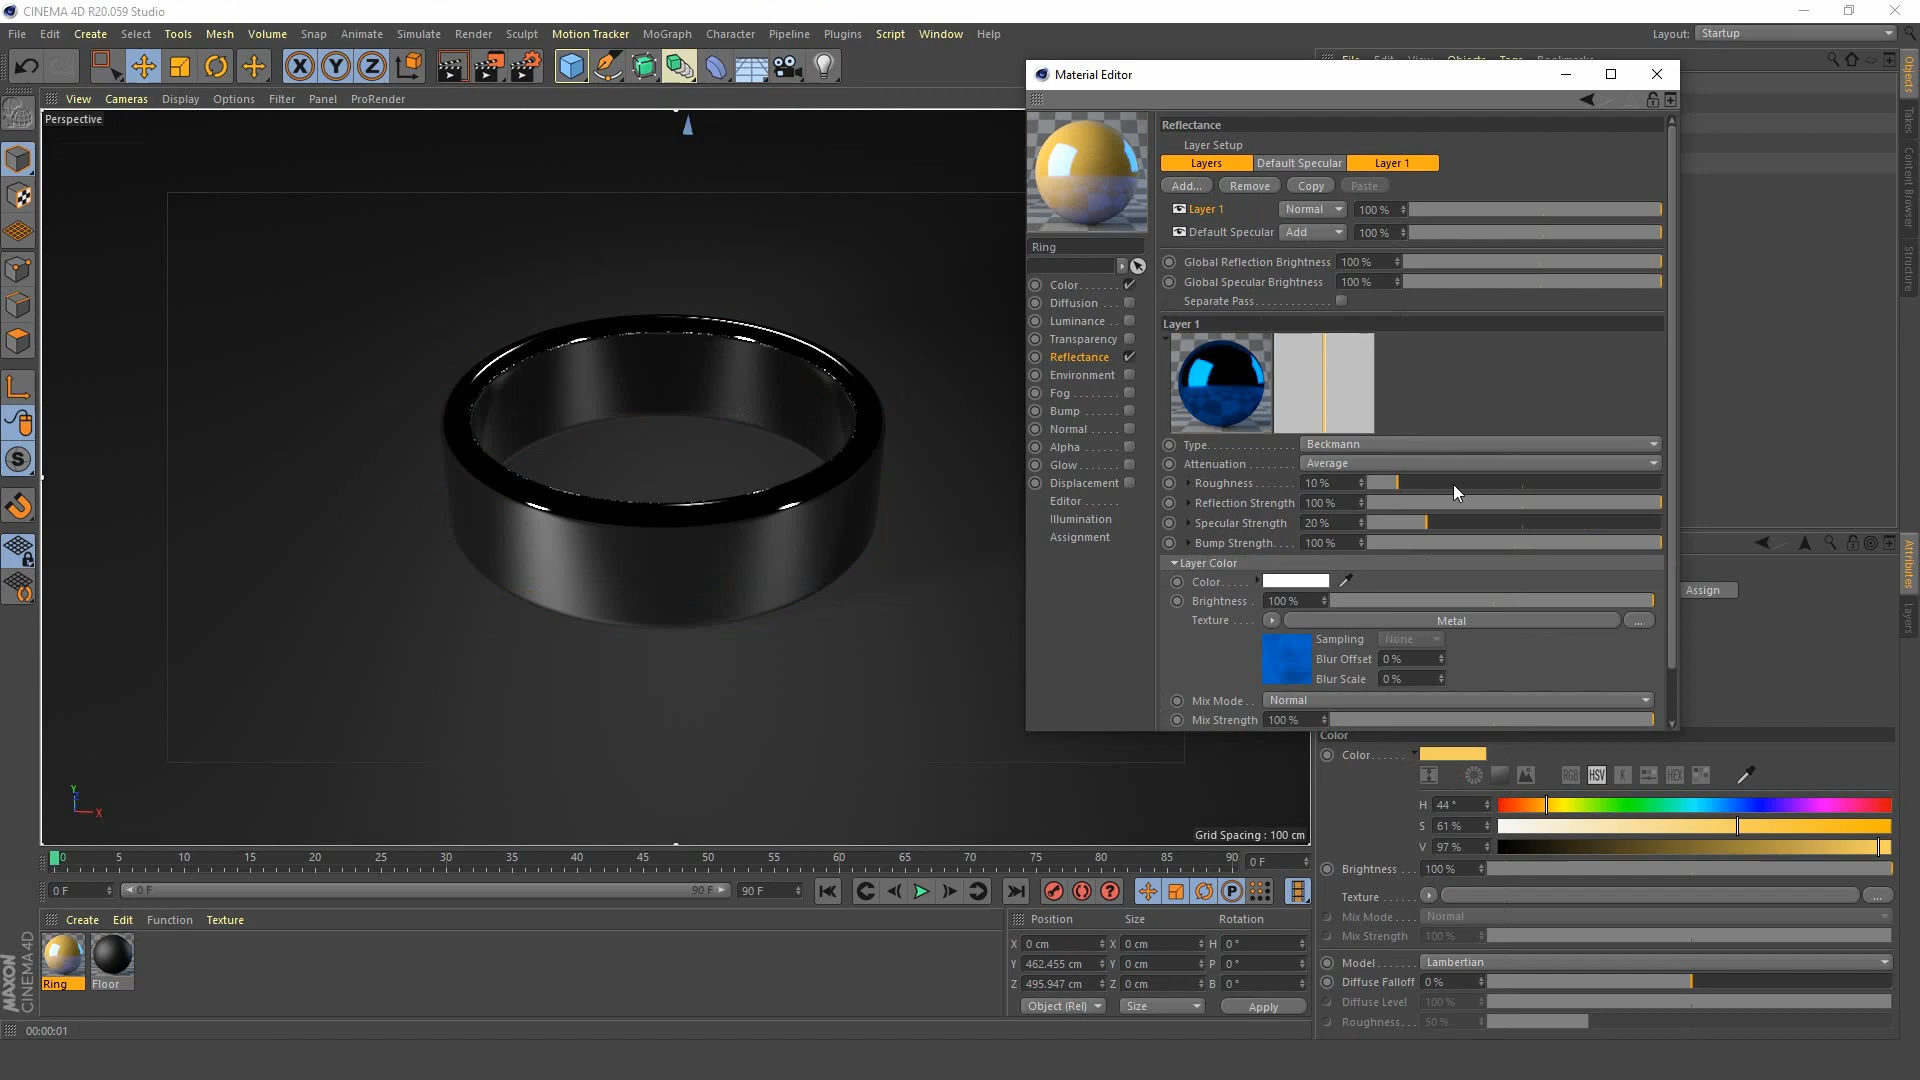 CINEMA 4D R20.059 Studio
File Edit Create Select Tools Mesh Volume Snap Animate Simulate Render Sculpt Motion Tracker MoGraph Character Pipeline Plugins Script Window Help
Layout: Startup
View Cameras Display Options Filter Panel ProRender
Perspective
Material Editor
Reflectance
Layer Setup
Layers Default Specular Layer 1
Add... Remove Copy Paste
Layer 1 Normal 100 %
Default Specular Add 100 %
Global Reflection Brightness 100 %
Global Specular Brightness 100 %
Separate Pass
Layer 1
Type Beckmann
Attenuation Average
Roughness 10 %
Reflection Strength 100 %
Specular Strength 20 %
Bump Strength 100 %
Layer Color
Color
Brightness 100 %
Texture Metal ...
Sampling None
Blur Offset 0 %
Blur Scale 0 %
Mix Mode Normal
Mix Strength 100 %
Ring
Color
Diffusion
Luminance
Transparency
Reflectance
Environment
Fog
Bump
Normal
Alpha
Glow
Displacement
Editor
Illumination
Assignment
Objects
Takes
Content Browser
Structure
Attributes
Layers
Assign
Color
Color
RGB HSV K HEX
H 44 °
S 61 %
V 97 %
Brightness 100 %
Texture ...
Mix Mode Normal
Mix Strength 100 %
Model Lambertian
Diffuse Falloff 0 %
Diffuse Level 100 %
Roughness 50 %
Y
X
Grid Spacing : 100 cm
0 5 10 15 20 25 30 35 40 45 50 55 60 65 70 75 80 85 90 0 F
0 F 0 F 90 F 90 F
Create Edit Function Texture
Ring Floor
Position Size Rotation
X 0 cm X 0 cm H 0 °
Y 462.455 cm Y 0 cm P 0 °
Z 495.947 cm Z 0 cm B 0 °
Object (Rel) Size Apply
MAXON
CINEMA 4D
00:00:01